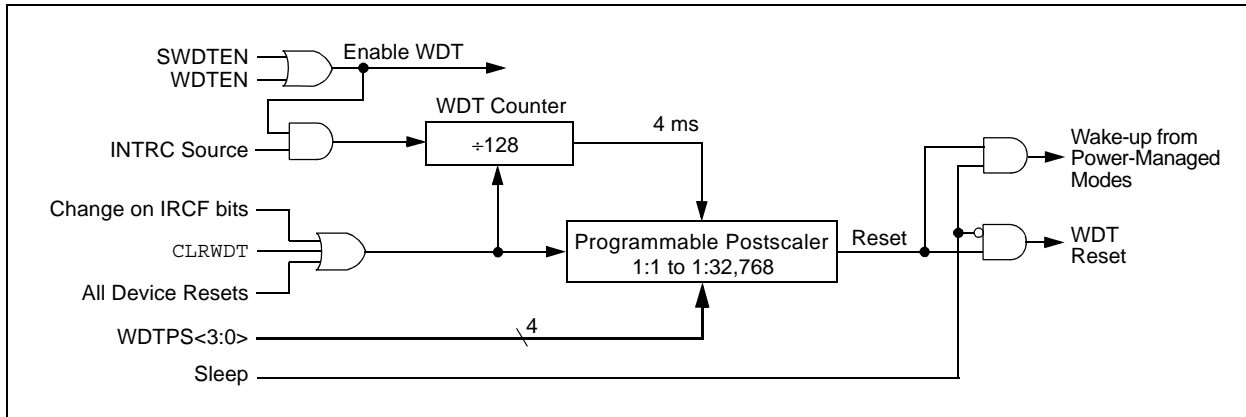 SWDTEN
WDTEN
Enable WDT
WDT Counter
÷128
4 ms
INTRC Source
Wake-up from
Power-Managed
Modes
Change on IRCF bits
CLRWDT
All Device Resets
Programmable Postscaler
1:1 to 1:32,768
Reset
WDT
Reset
WDTPS<3:0>
4
Sleep